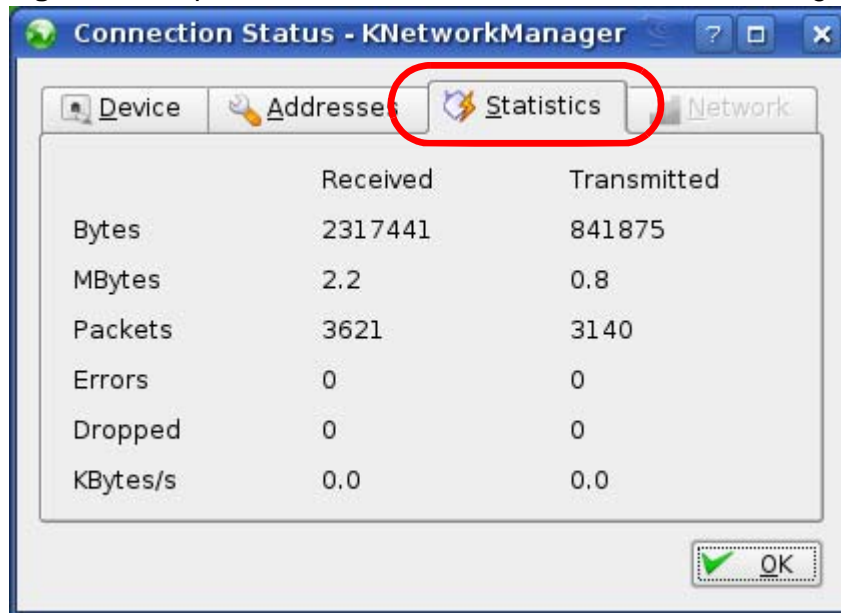 Connection Status - KNetworkManager
Device Addresses Statistics Network
Received Transmitted
Bytes 2317441 841875
MBytes 2.2 0.8
Packets 3621 3140
Errors 0 0
Dropped 0 0
KBytes/s 0.0 0.0
OK